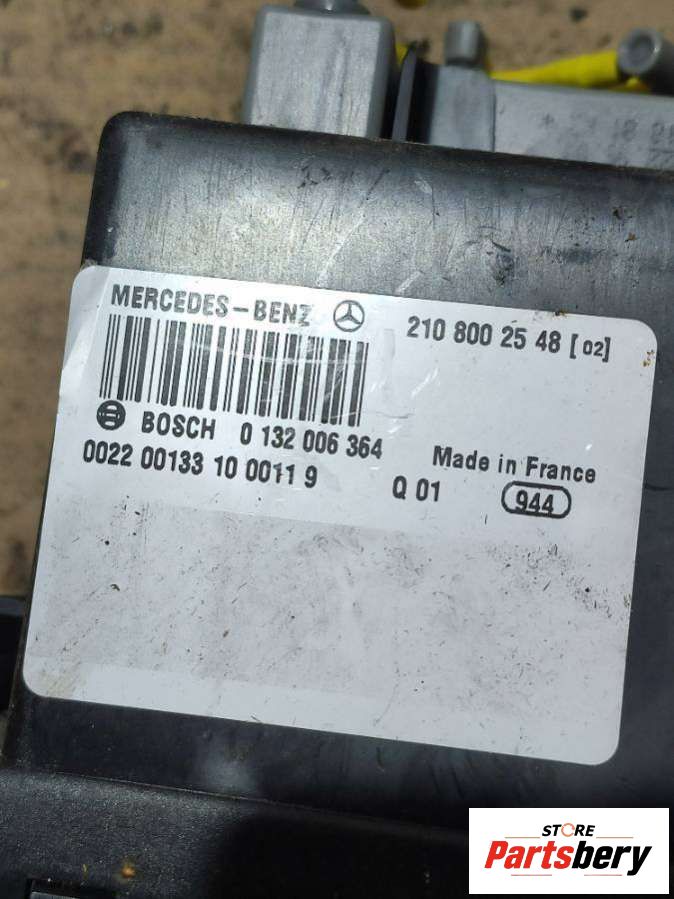 MERCEDES-BENZ 210 800 25 48 [02]
BOSCH 0 132 006 364
Made in France
0022 00133 10 0011 9 Q 01 944
STORE
Partsbery